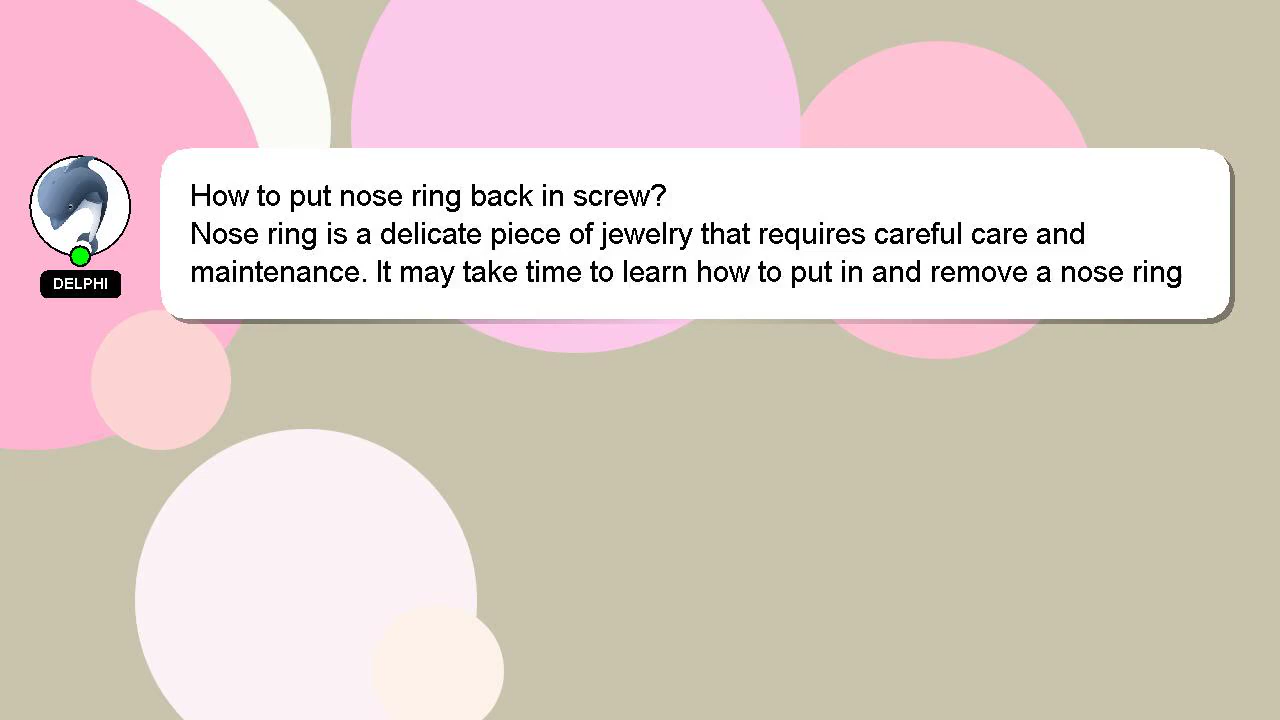 How to put nose ring back in screw?
Nose ring is a delicate piece of jewelry that requires careful care and
maintenance. It may take time to learn how to put in and remove a nose ring
DELPHI